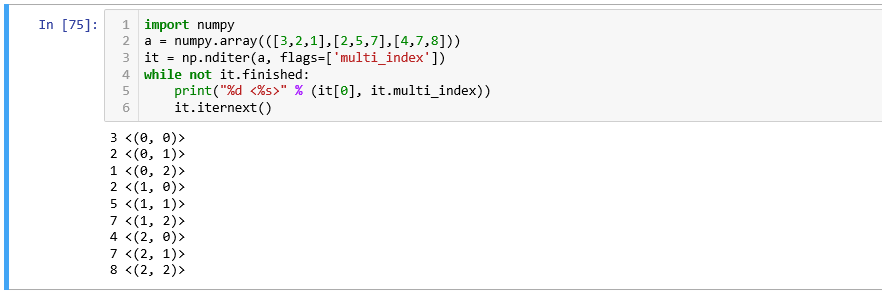 In [75]:
1 import numpy
2 a = numpy.array(([3,2,1],[2,5,7],[4,7,8]))
3 it = np.nditer(a, flags=['multi_index'])
4 while not it.finished:
5     print("%d <%s>" % (it[0], it.multi_index))
6     it.iternext()
3 <(0, 0)>
2 <(0, 1)>
1 <(0, 2)>
2 <(1, 0)>
5 <(1, 1)>
7 <(1, 2)>
4 <(2, 0)>
7 <(2, 1)>
8 <(2, 2)>